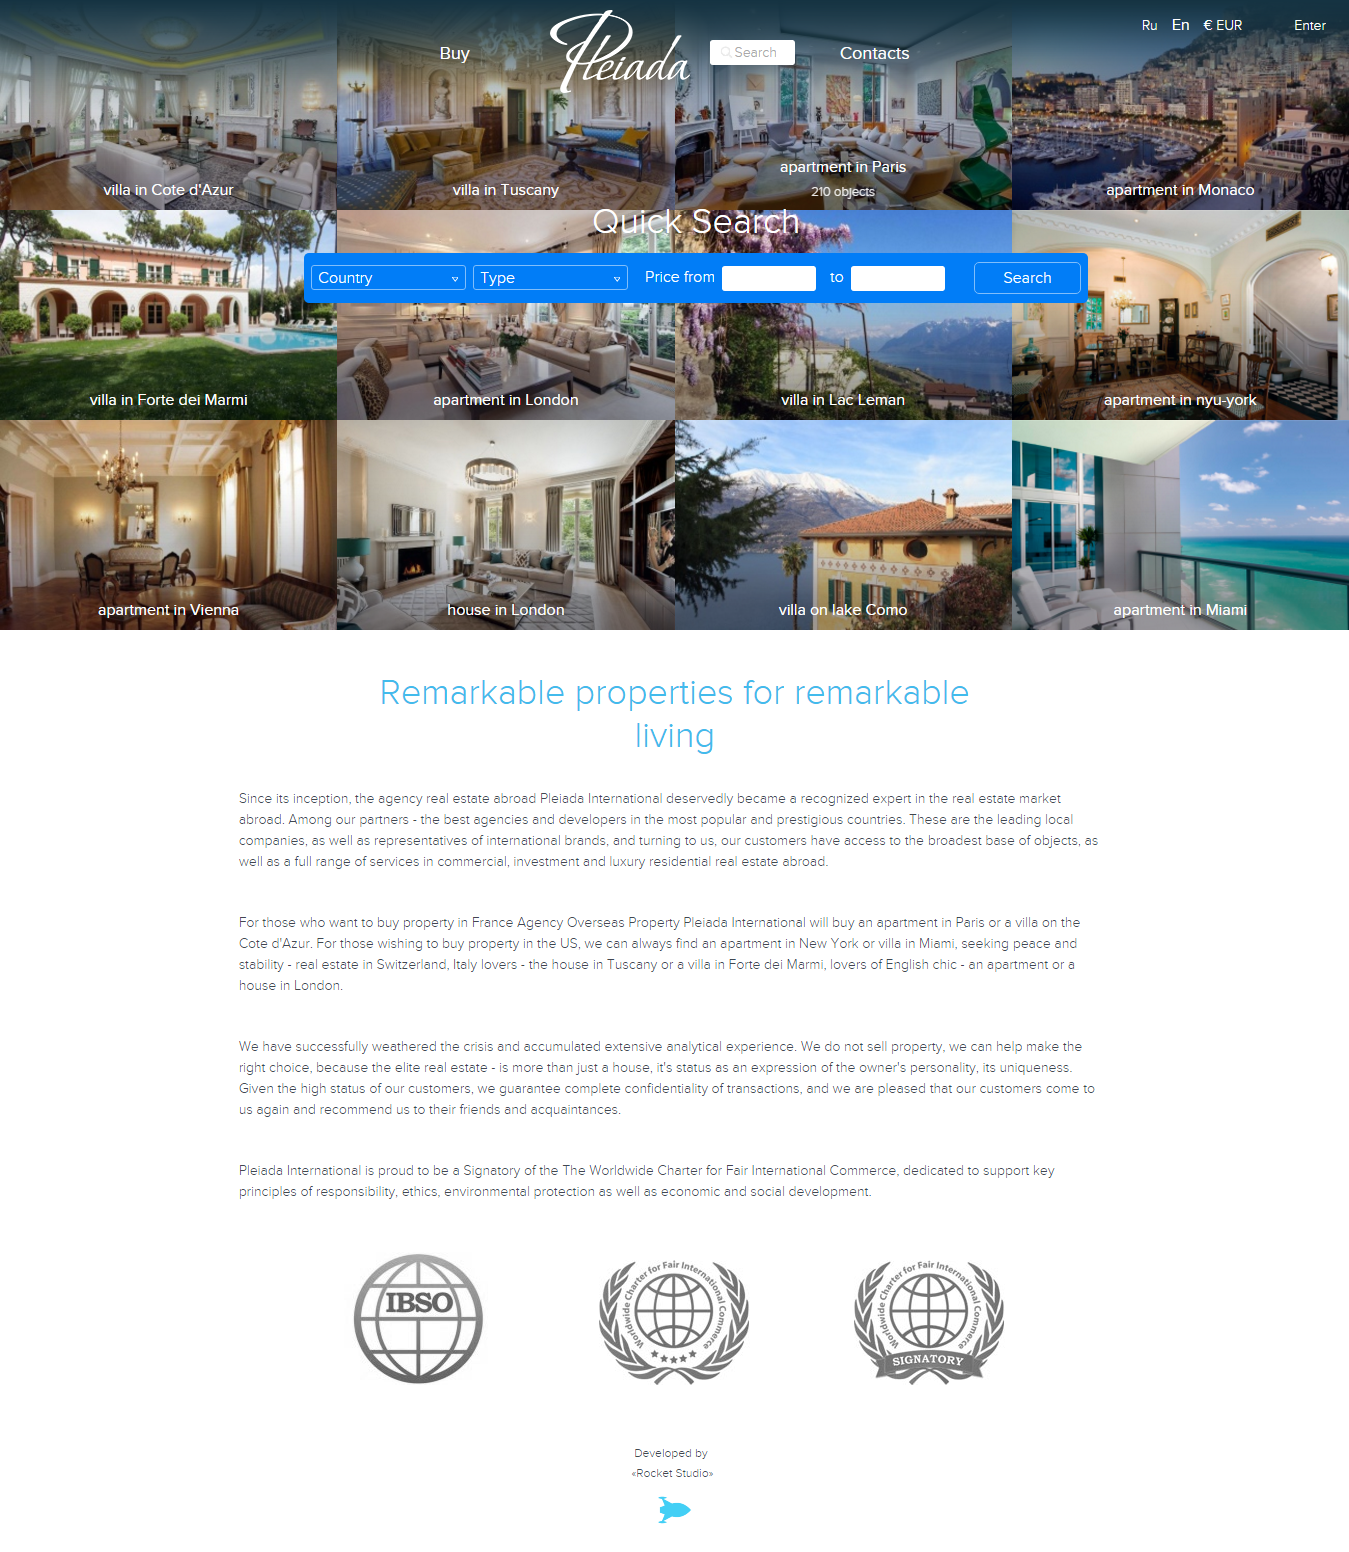 Ru En € EUR Enter
Buy
Pleiada
Search
Contacts
villa in Cote d'Azur
villa in Tuscany
apartment in Paris
210 objects
apartment in Monaco
Quick Search
Country
Type
Price from
to
Search
villa in Forte dei Marmi
apartment in London
villa in Lac Leman
apartment in nyu-york
apartment in Vienna
house in London
villa on lake Como
apartment in Miami
Remarkable properties for remarkable
living
Since its inception, the agency real estate abroad Pleiada International deservedly became a recognized expert in the real estate market
abroad. Among our partners - the best agencies and developers in the most popular and prestigious countries. These are the leading local
companies, as well as representatives of international brands, and turning to us, our customers have access to the broadest base of objects, as
well as a full range of services in commercial, investment and luxury residential real estate abroad.
For those who want to buy property in France Agency Overseas Property Pleiada International will buy an apartment in Paris or a villa on the
Cote d'Azur. For those wishing to buy property in the US, we can always find an apartment in New York or villa in Miami, seeking peace and
stability - real estate in Switzerland, Italy lovers - the house in Tuscany or a villa in Forte dei Marmi, lovers of English chic - an apartment or a
house in London.
We have successfully weathered the crisis and accumulated extensive analytical experience. We do not sell property, we can help make the
right choice, because the elite real estate - is more than just a house, it's status as an expression of the owner's personality, its uniqueness.
Given the high status of our customers, we guarantee complete confidentiality of transactions, and we are pleased that our customers come to
us again and recommend us to their friends and acquaintances.
Pleiada International is proud to be a Signatory of the The Worldwide Charter for Fair International Commerce, dedicated to support key
principles of responsibility, ethics, environmental protection as well as economic and social development.
IBSO
Worldwide Charter for Fair International Commerce
Worldwide Charter for Fair International Commerce
SIGNATORY
Developed by
«Rocket Studio»